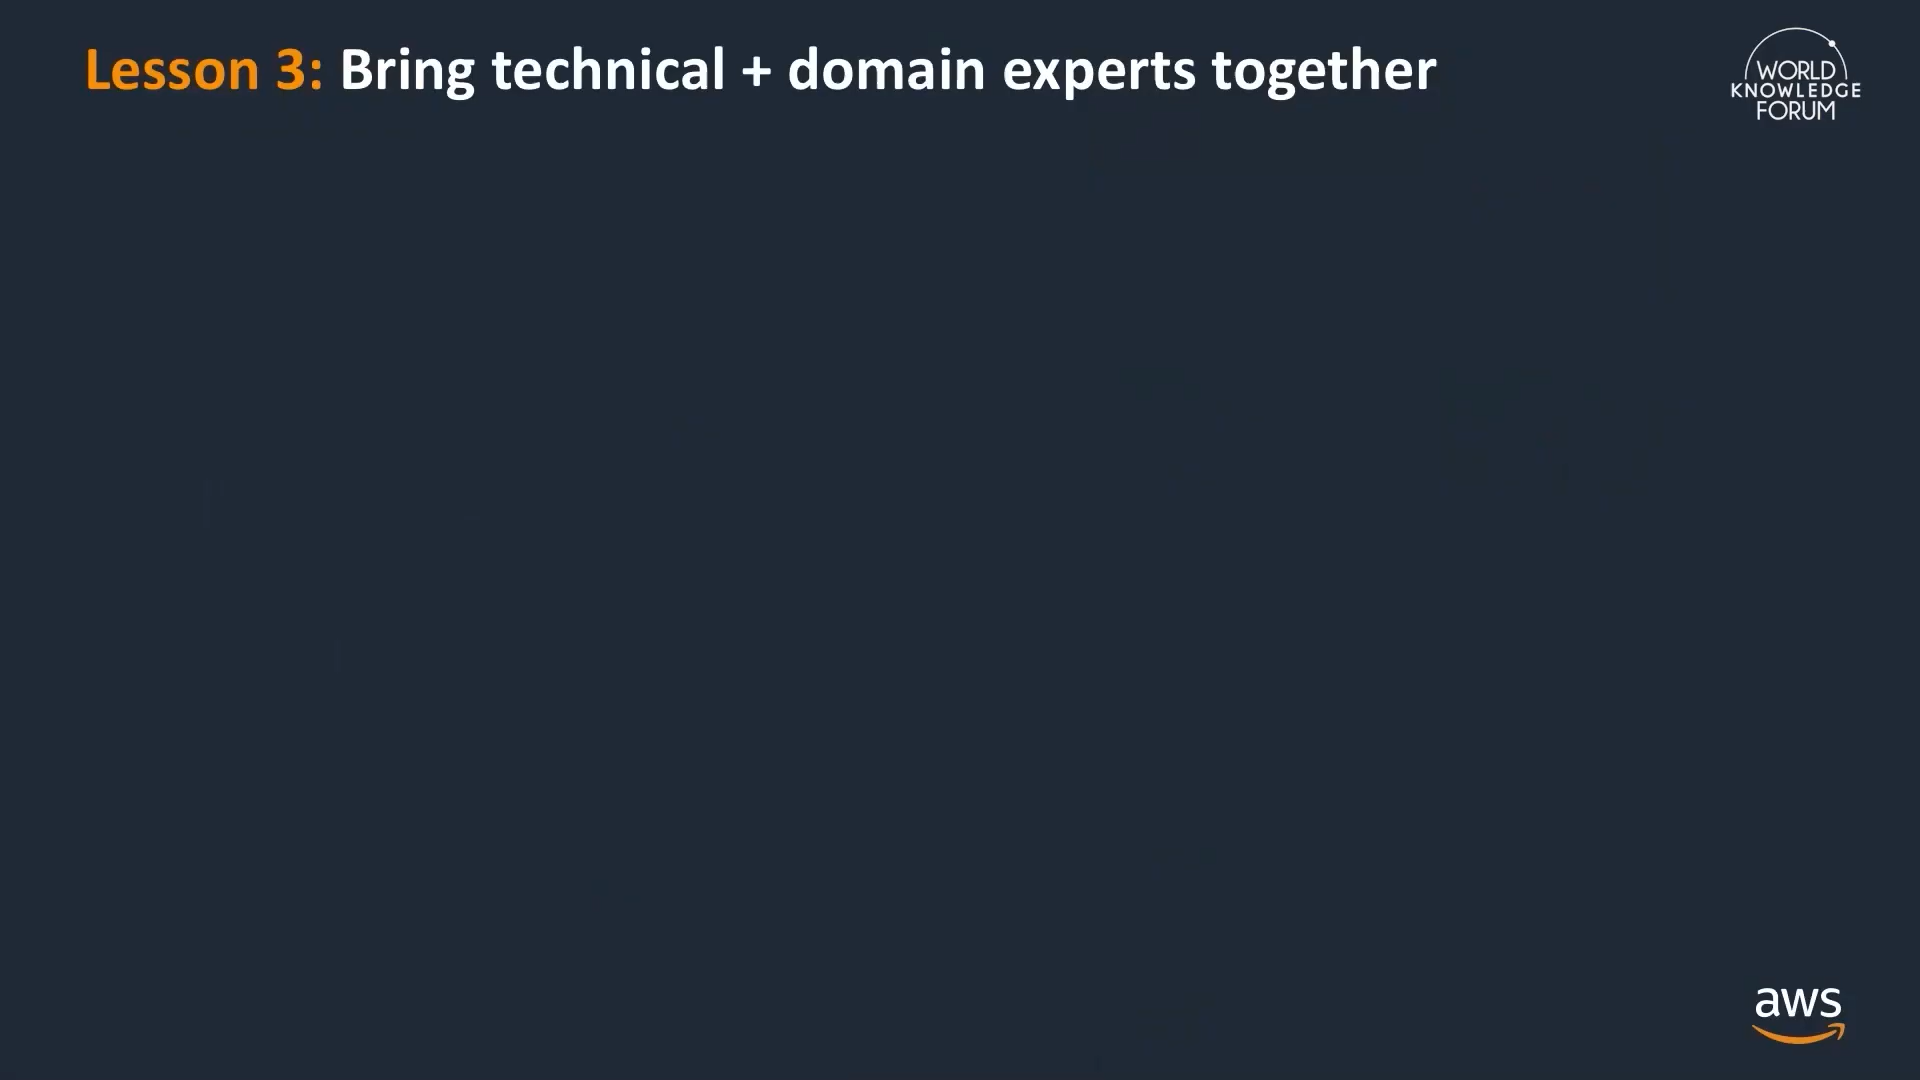 Lesson 3: Bring technical + domain experts together
WORLD
KNOWLEDGE
FORUM
aws